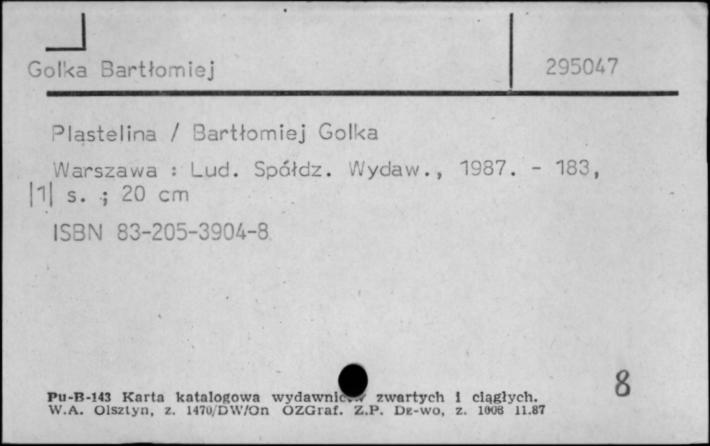 Golka Bartłomiej
295047
Plastelina / Bartłomiej Golka
Warszawa : Lud. Spółdz. Wydaw., 1987. - 183,
|1| s. ; 20 cm
ISBN 83-205-3904-8
8
Pu-B-143 Karta katalogowa wydawnictw zwartych i ciągłych.
W.A. Olsztyn, z. 1470/DW/On OZGraf. Z.P. Dz-wo, z. 1008 11.87